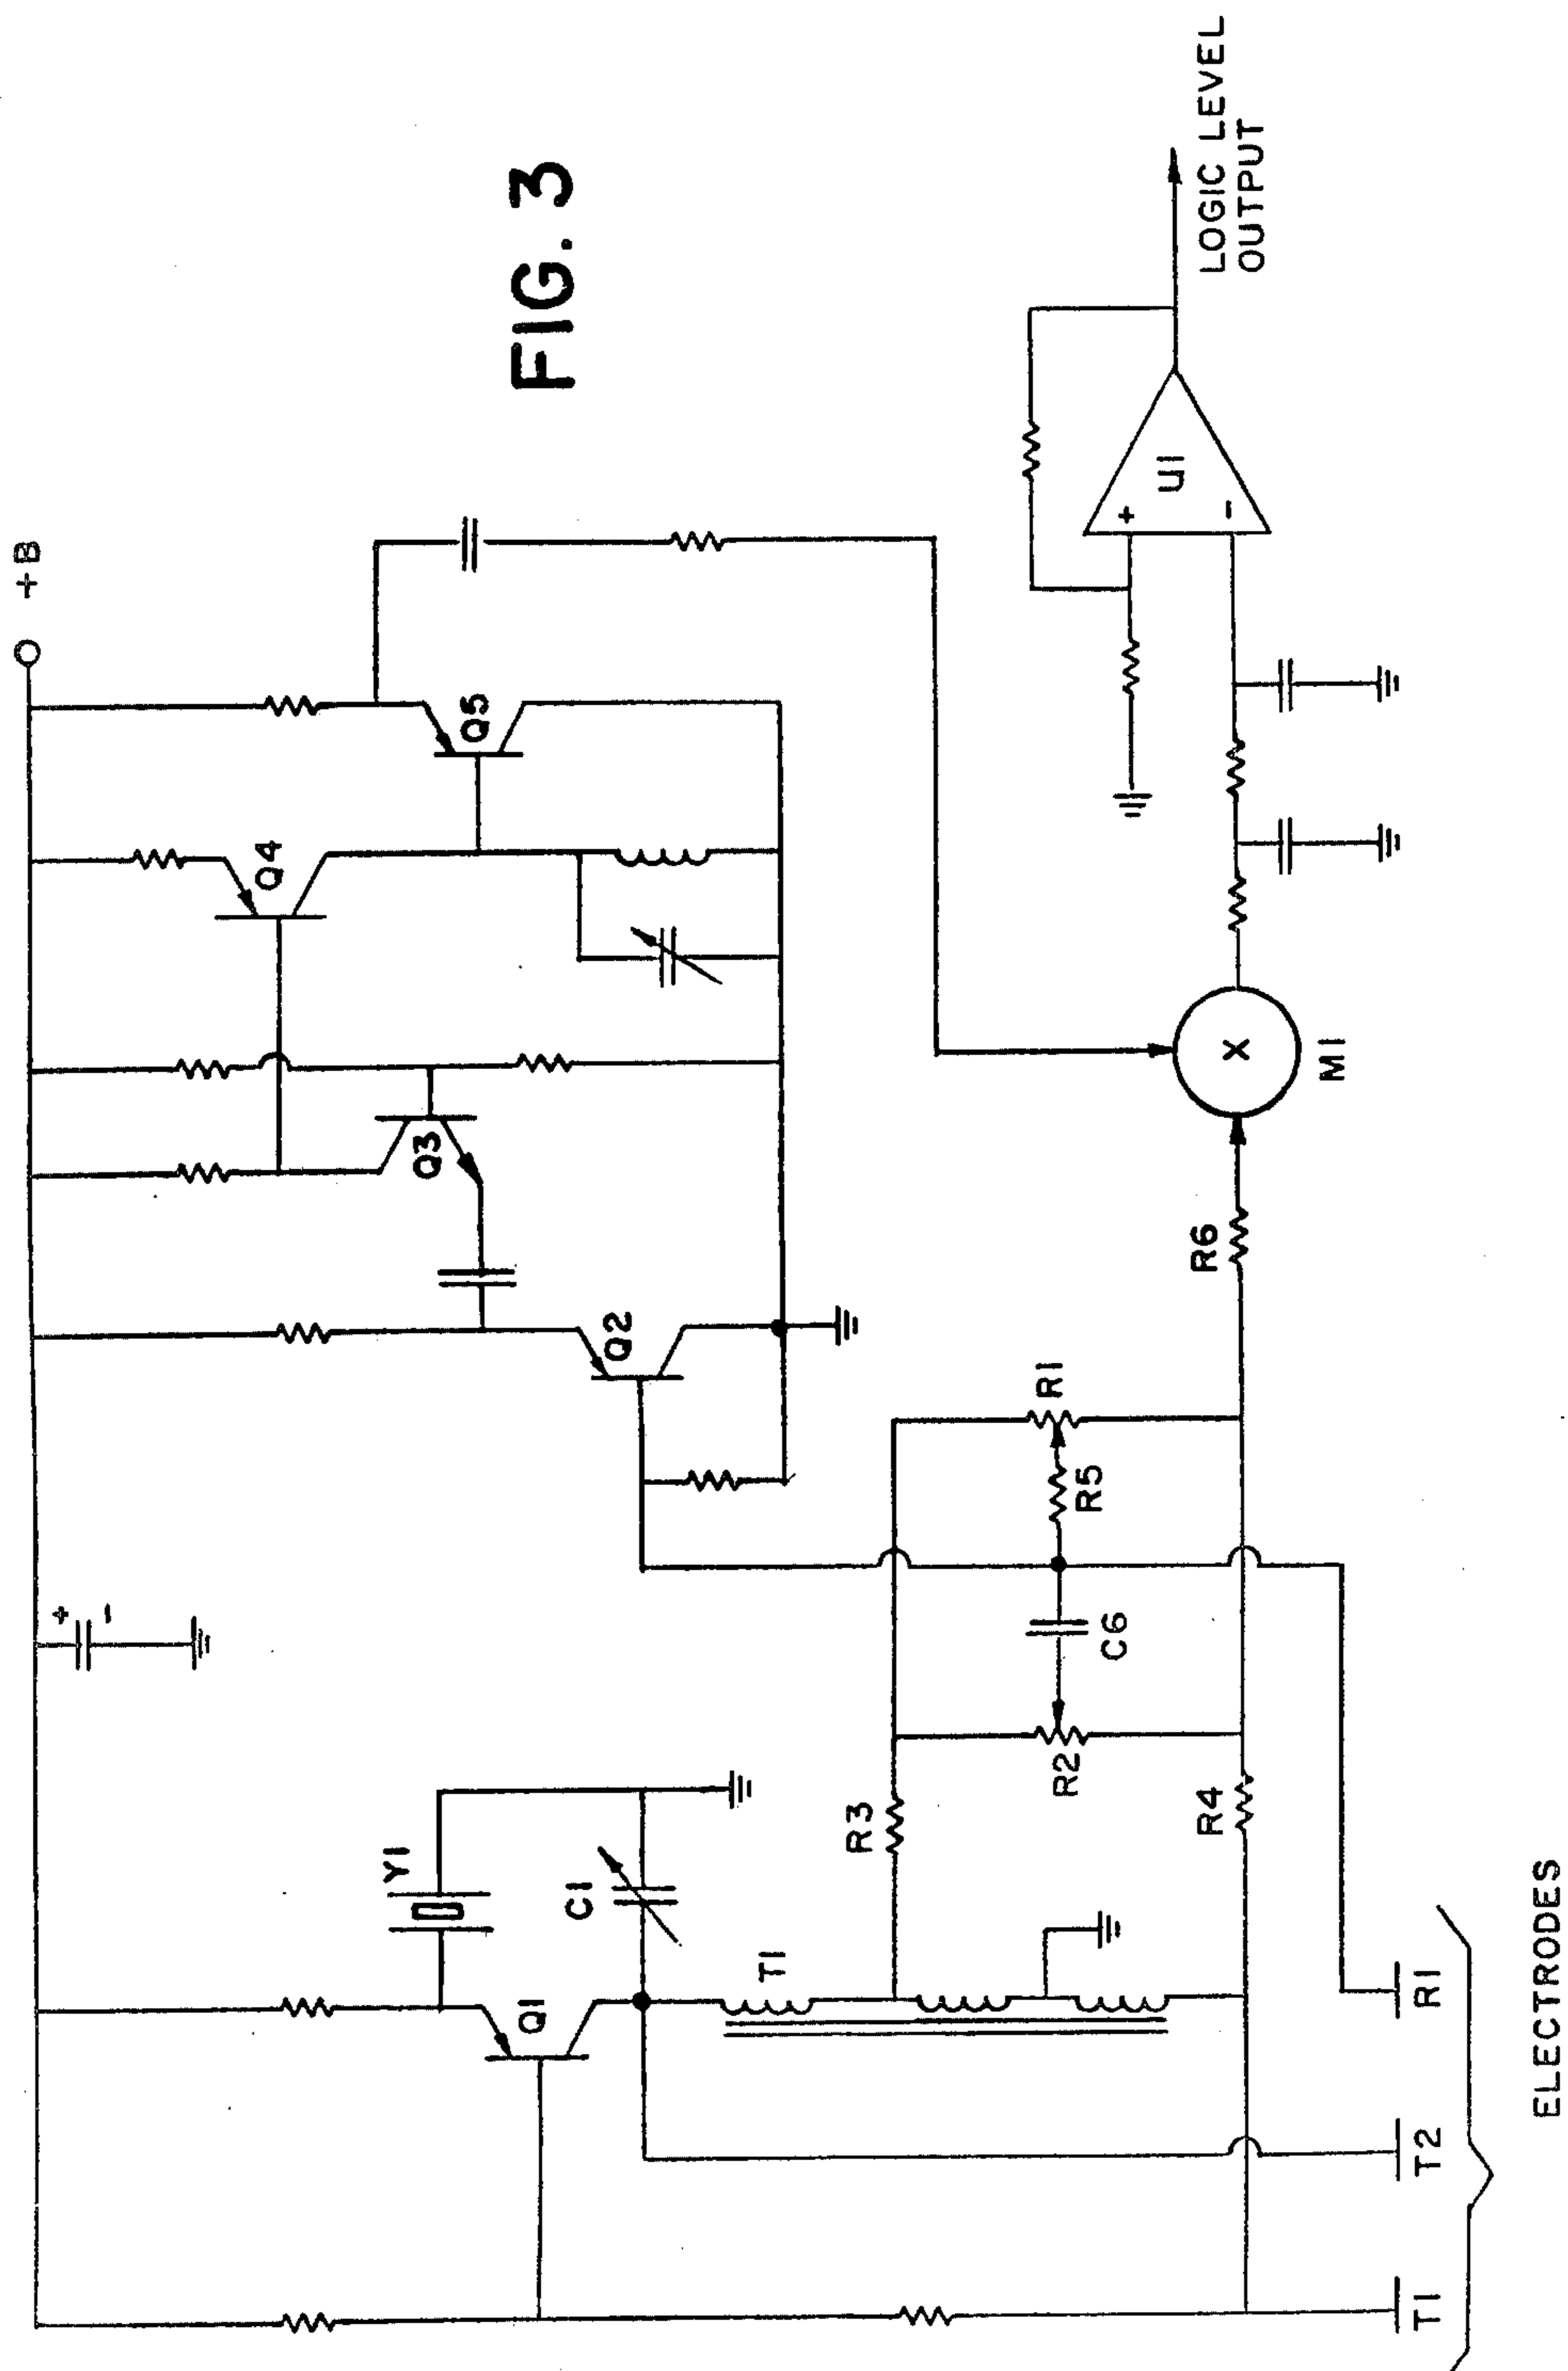 +B
+
-
Y1
Q1
C1
T1
Q2
Q3
Q4
Q5
FIG. 3
R3
R2
C6
R5
R1
R4
R6
X
M1
+
-
U1
LOGIC LEVEL
OUTPUT
T1
T2
R1
ELECTRODES